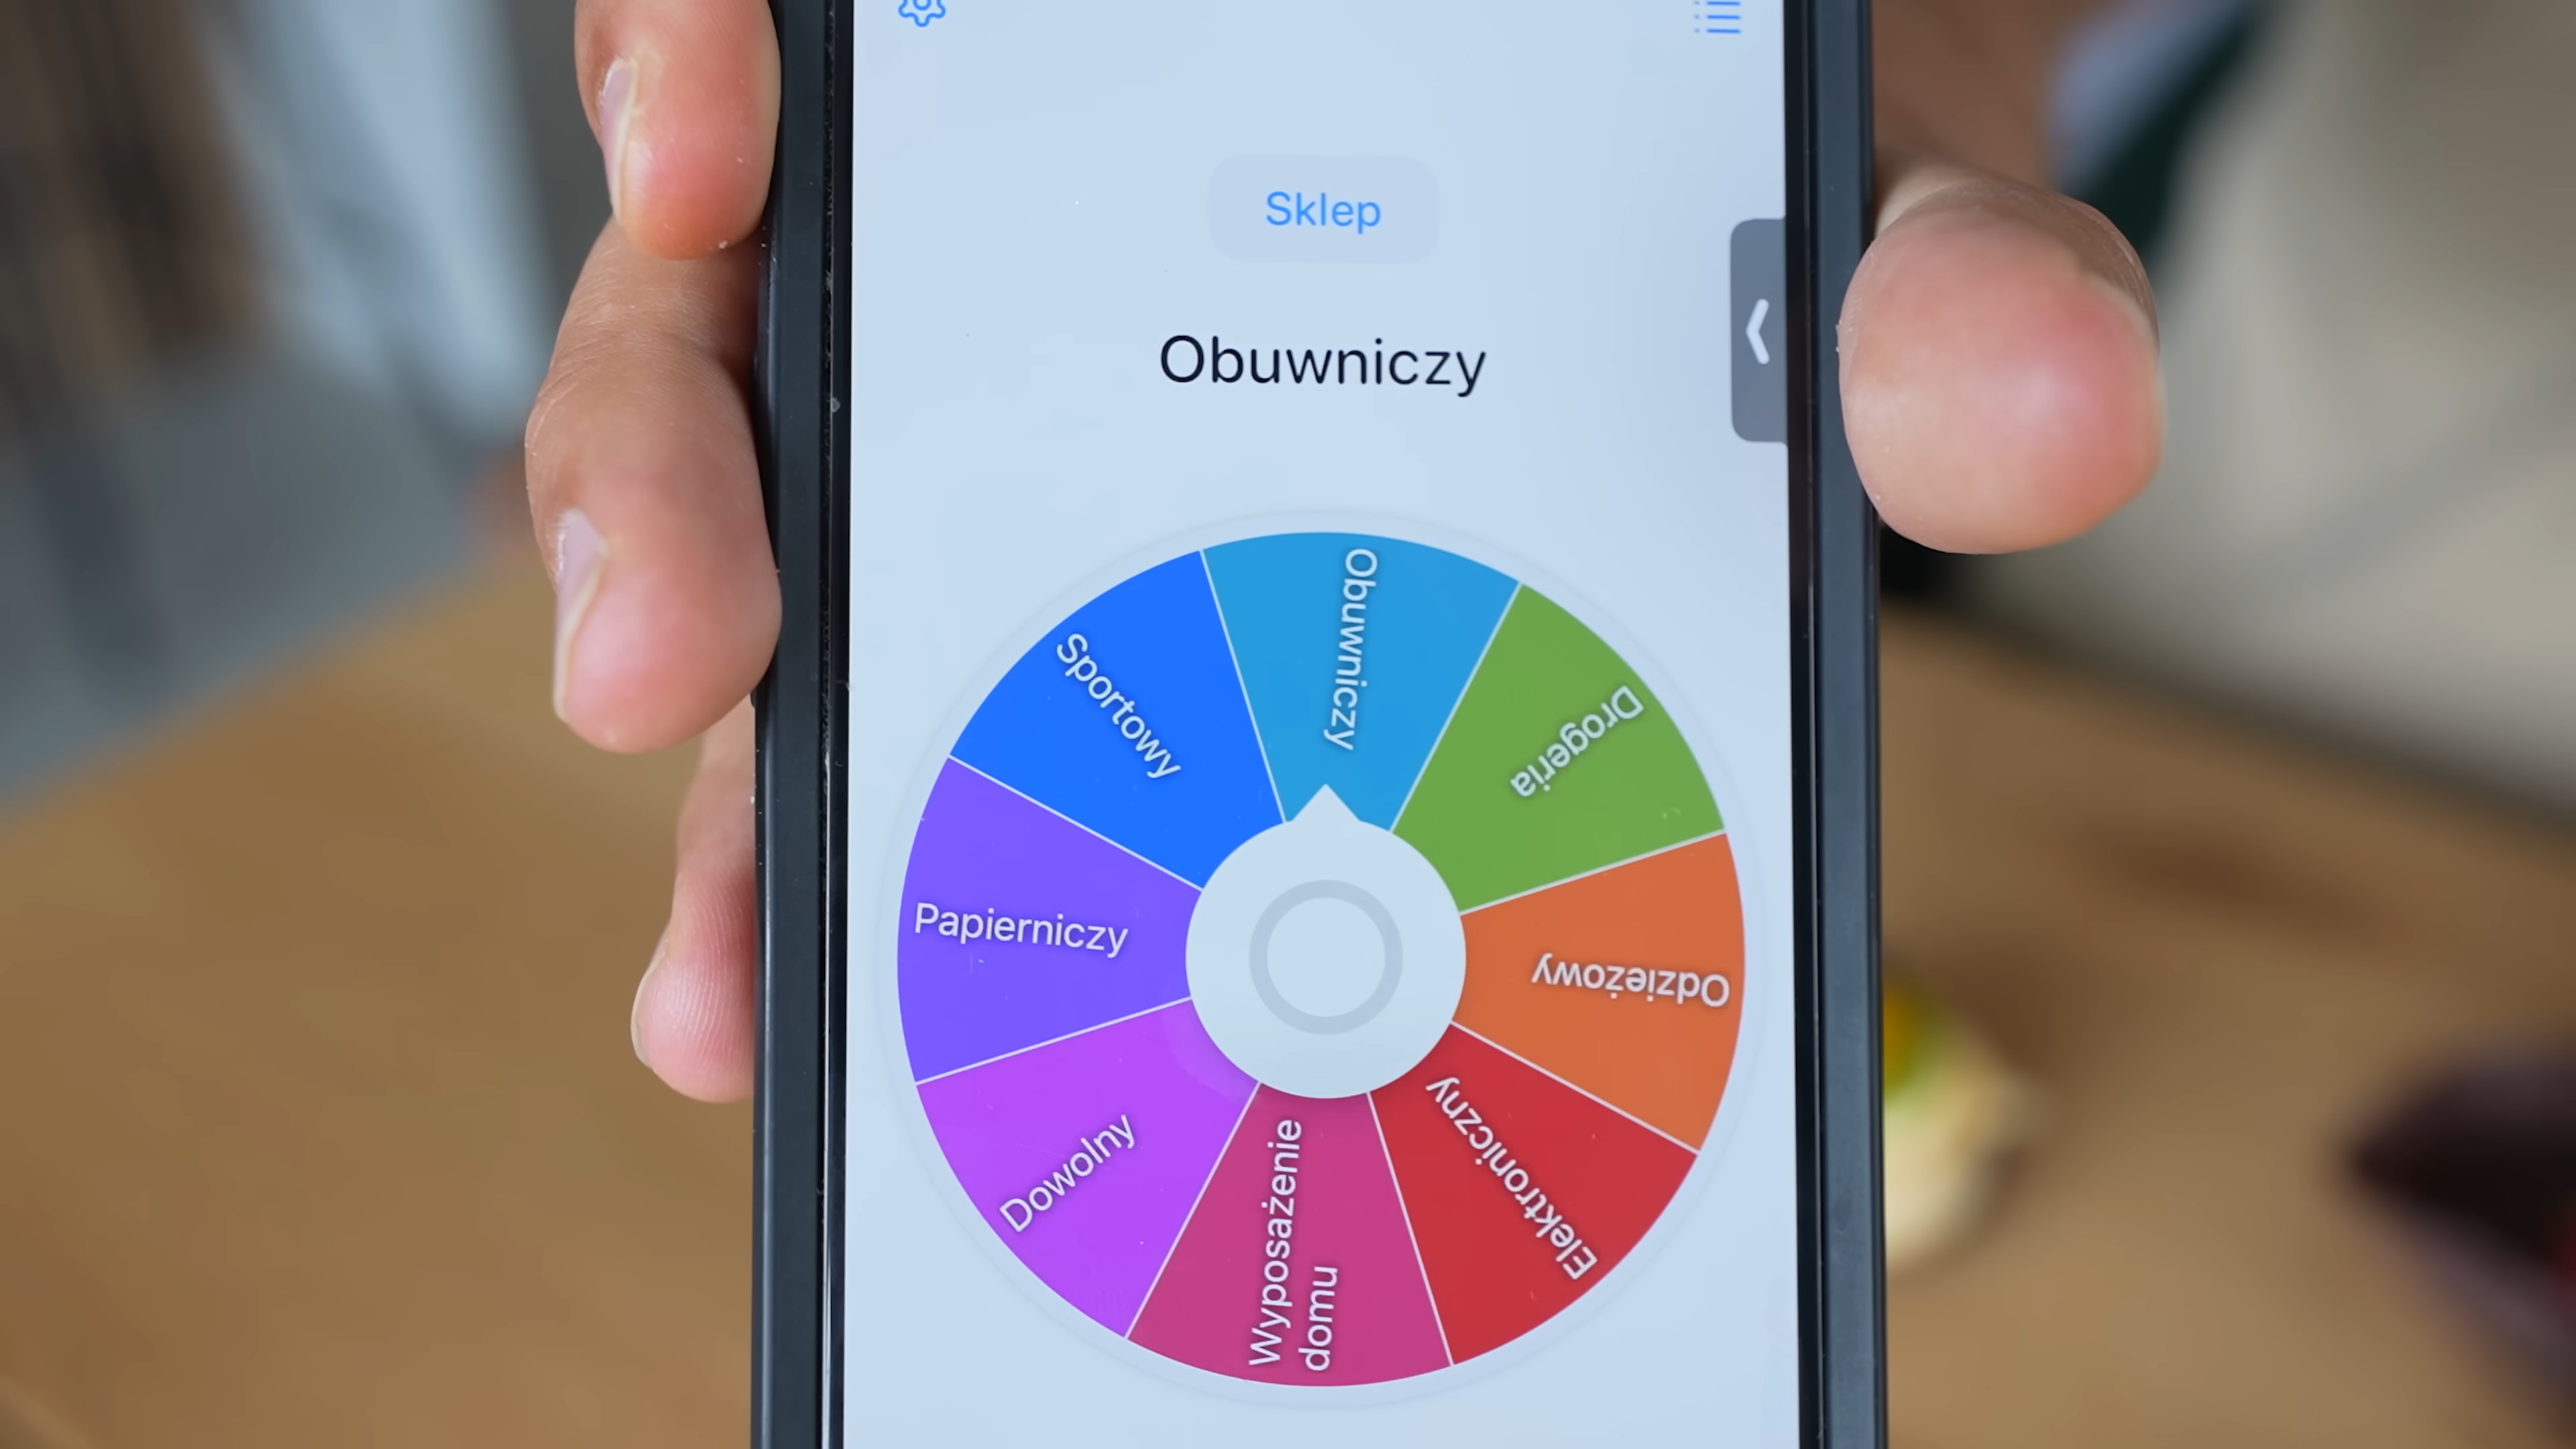 Sklep
Obuwniczy
Obuwniczy
Drogeria
Odzieżowy
Elektroniczny
Wyposażenie
domu
Dowolny
Papierniczy
Sportowy